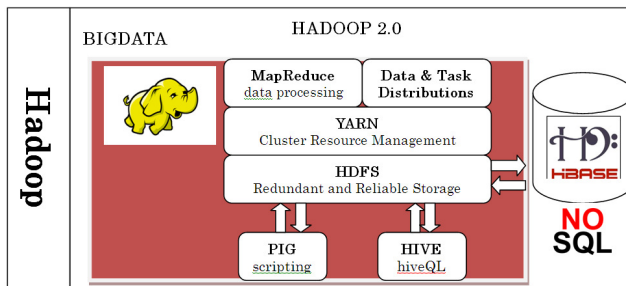 Hadoop
BIGDATA
HADOOP 2.0
MapReduce
data processing
Data & Task
Distributions
YARN
Cluster Resource Management
HDFS
Redundant and Reliable Storage
PIG
scripting
HIVE
hiveQL
HBASE
NO
SQL